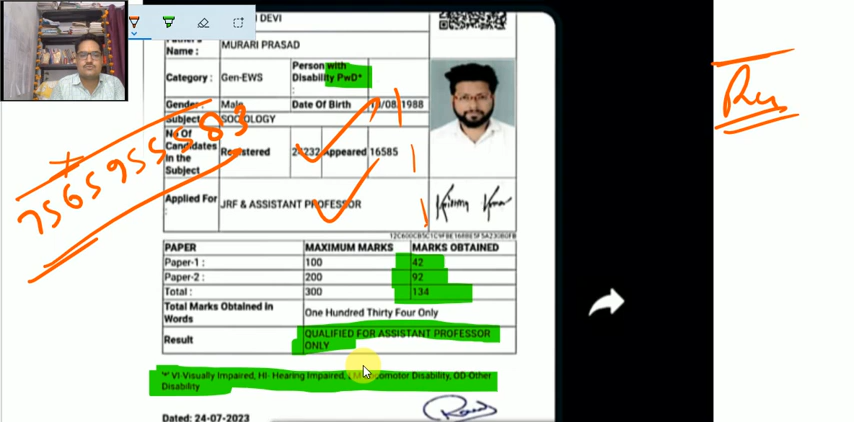 DEVI
Name : MURARI PRASAD
Category : Gen-EWS Person with Disability PwD* :
Gender: Male Date Of Birth 08/1988
Subject: SOCIOLOGY
No Of Candidates In the Subject Registered 24232 Appeared 16585
Applied For : JRF & ASSISTANT PROFESSOR
PAPER MAXIMUM MARKS MARKS OBTAINED
Paper-1 : 100 42
Paper-2 : 200 92
Total : 300 134
Total Marks Obtained in Words One Hundred Thirty Four Only
Result QUALIFIED FOR ASSISTANT PROFESSOR ONLY
VI-Visually Impaired, HI- Hearing Impaired, Disability, OD-Other
Disability
Dated: 24-07-2023
7565955583